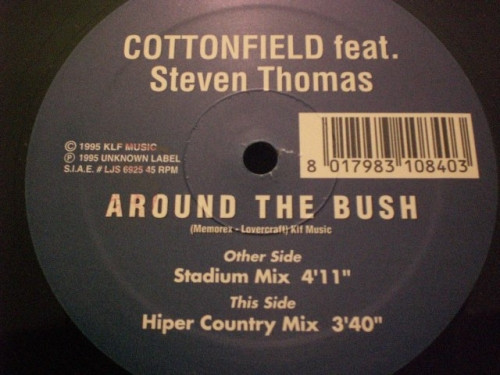 COTTONFIELD feat.
Steven Thomas
© 1995 KLF MUSIC
℗ 1995 UNKNOWN LABEL
S.I.A.E. # LJS 6925 45 RPM
8 017983 108403
AROUND THE BUSH
(Memorex - Lovercraft) Klf Music
Other Side
Stadium Mix 4'11"
This Side
Hiper Country Mix 3'40"